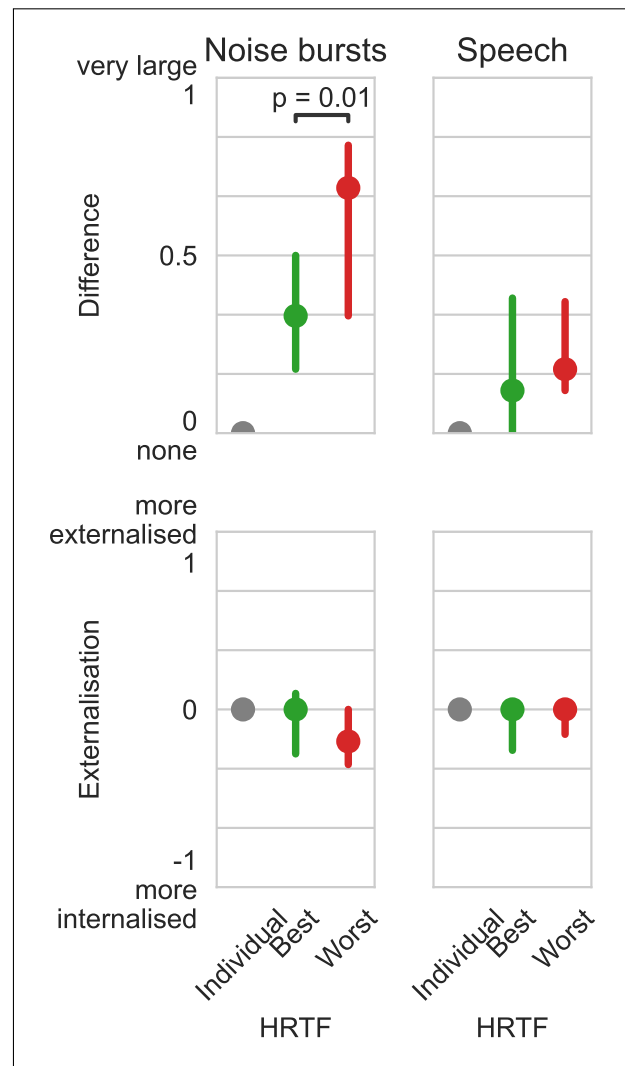 Noise bursts
Speech
very large
1
p = 0.01
Difference
0.5
0
none
more
externalised
1
Externalisation
0
-1
more
internalised
Individual
Best
Worst
Individual
Best
Worst
HRTF
HRTF